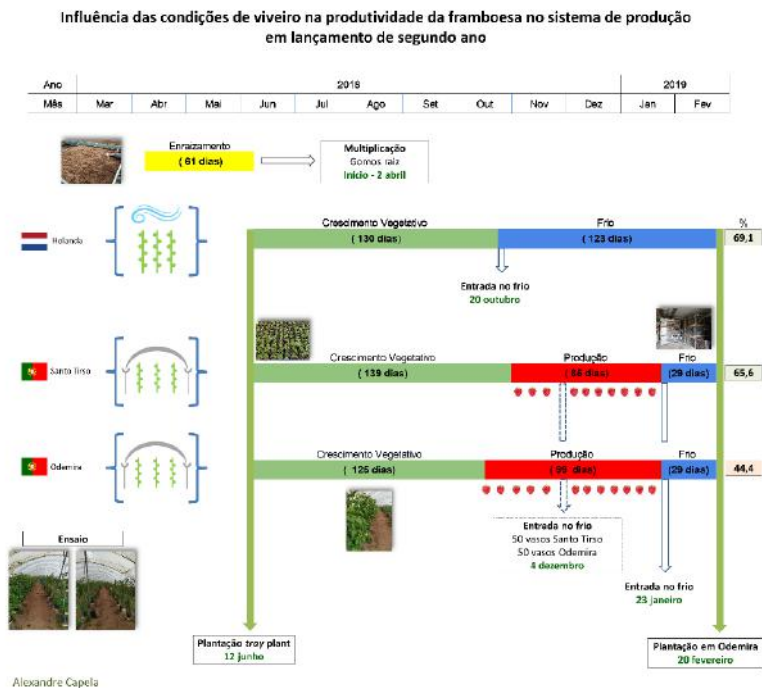 Influência das condições de viveiro na produtividade da framboesa no sistema de produção
em lançamento de segundo ano
Ano 2018 2019
Mês Mar Abr Mai Jun Jul Ago Set Out Nov Dez Jan Fev
Enraizamento
( 61 dias)
Multiplicação
Gomos raiz
Início - 2 abril
Crescimento Vegetativo Frio %
Holanda ( 130 dias) ( 123 dias) 69,1
Entrada no frio
20 outubro
Crescimento Vegetativo Produção Frio
Santo Tirso ( 139 dias) ( 85 dias) (29 dias) 65,6
Crescimento Vegetativo Produção Frio
Odemira ( 125 dias) ( 99 dias) (29 dias) 44,4
Ensaio
Entrada no frio
50 vasos Santo Tirso
50 vasos Odemira
4 dezembro
Entrada no frio
23 janeiro
Plantação tray plant
12 junho
Plantação em Odemira
20 fevereiro
Alexandre Capela